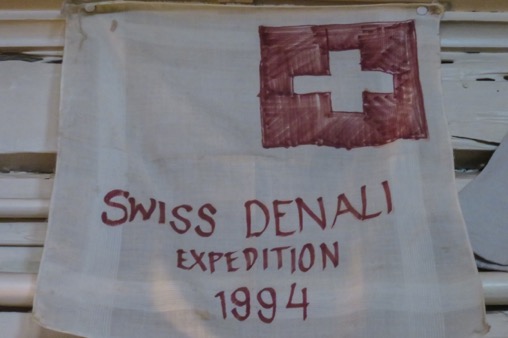 SWISS DENALI
EXPEDITION
1994